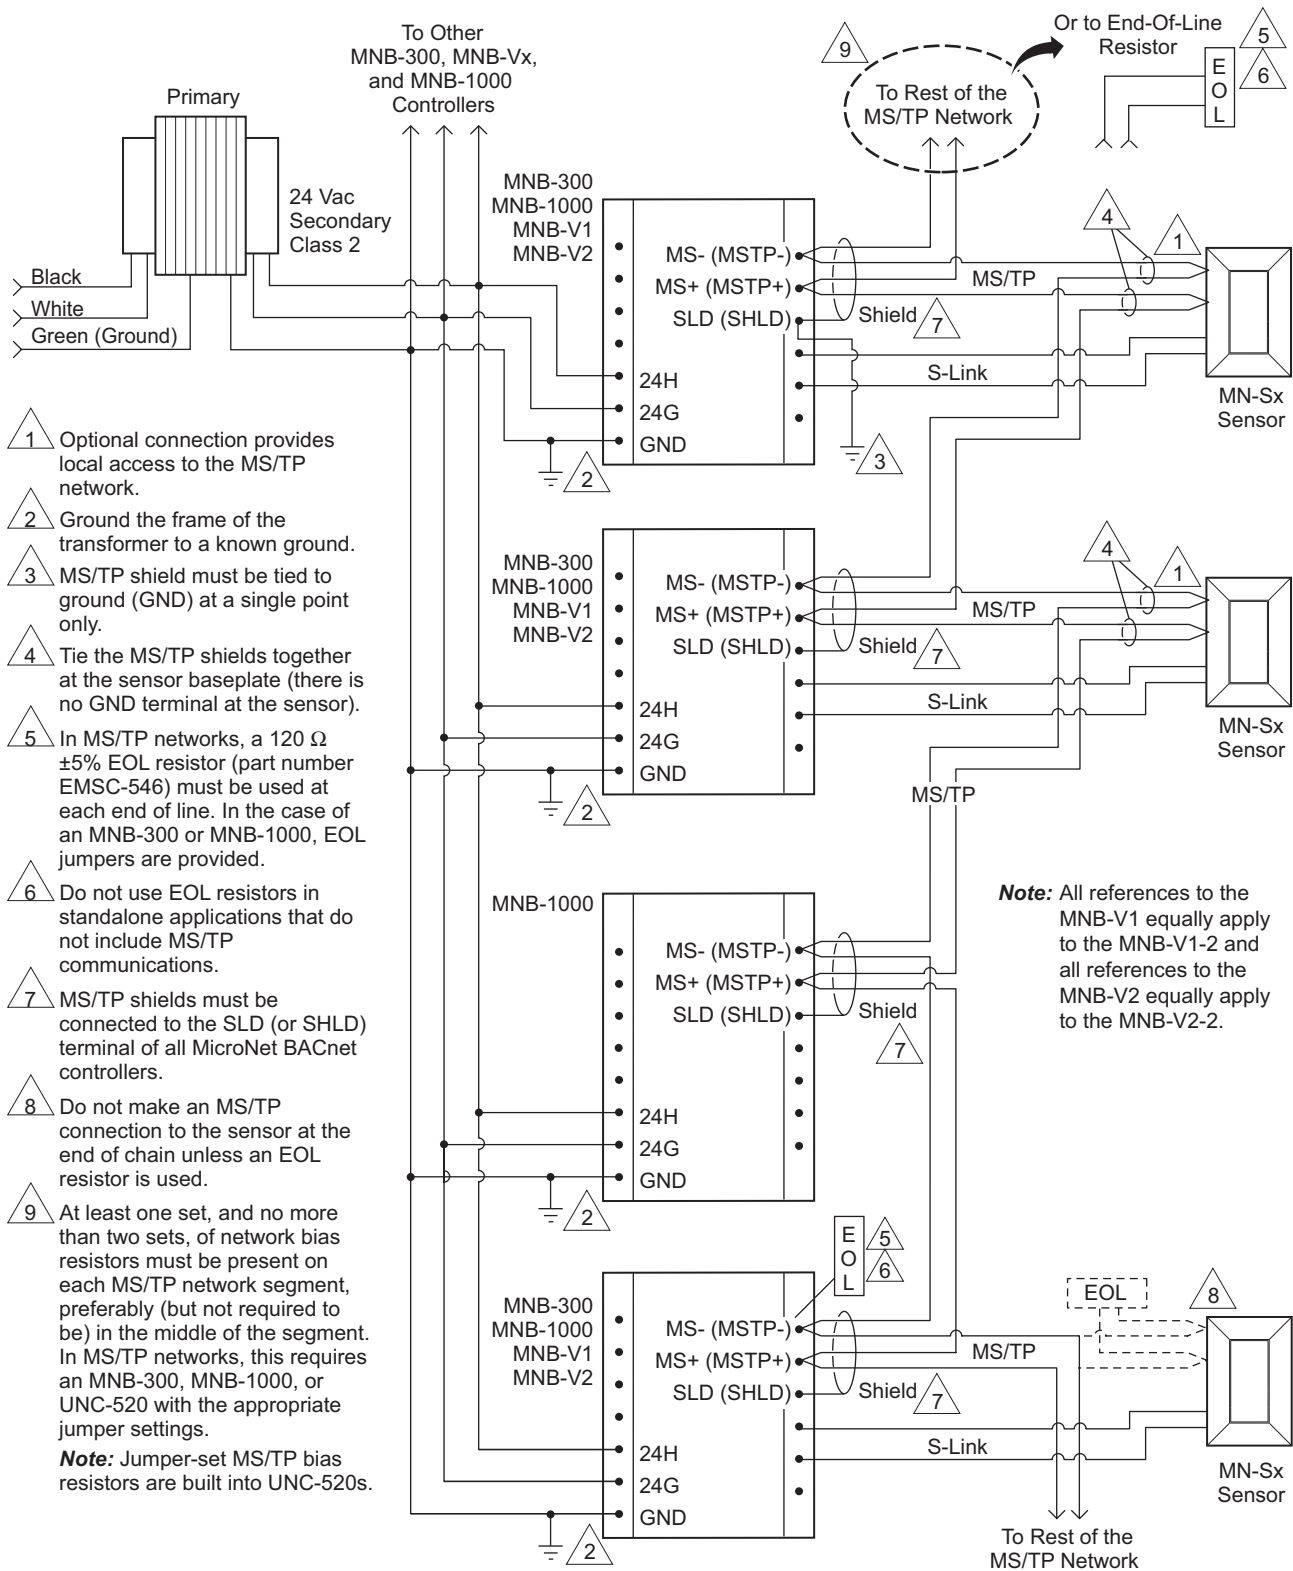 To Other
MNB-300, MNB-Vx,
and MNB-1000
Controllers
Primary
24 Vac
Secondary
Class 2
Black
White
Green (Ground)
9
To Rest of the
MS/TP Network
Or to End-Of-Line
Resistor
EOL
5
6
MNB-300
MNB-1000
MNB-V1
MNB-V2
MS- (MSTP-)
MS+ (MSTP+)
SLD (SHLD)
24H
24G
GND
2
Shield
7
MS/TP
S-Link
3
4
1
MN-Sx
Sensor
MNB-300
MNB-1000
MNB-V1
MNB-V2
MS- (MSTP-)
MS+ (MSTP+)
SLD (SHLD)
24H
24G
GND
2
Shield
7
MS/TP
S-Link
4
1
MN-Sx
Sensor
MS/TP
MNB-1000
MS- (MSTP-)
MS+ (MSTP+)
SLD (SHLD)
24H
24G
GND
2
Shield
7
Note: All references to the
MNB-V1 equally apply
to the MNB-V1-2 and
all references to the
MNB-V2 equally apply
to the MNB-V2-2.
EOL
5
6
MNB-300
MNB-1000
MNB-V1
MNB-V2
MS- (MSTP-)
MS+ (MSTP+)
SLD (SHLD)
24H
24G
GND
2
Shield
7
MS/TP
S-Link
EOL
8
MN-Sx
Sensor
To Rest of the
MS/TP Network
1 Optional connection provides
local access to the MS/TP
network.
2 Ground the frame of the
transformer to a known ground.
3 MS/TP shield must be tied to
ground (GND) at a single point
only.
4 Tie the MS/TP shields together
at the sensor baseplate (there is
no GND terminal at the sensor).
5 In MS/TP networks, a 120 Ω
±5% EOL resistor (part number
EMSC-546) must be used at
each end of line. In the case of
an MNB-300 or MNB-1000, EOL
jumpers are provided.
6 Do not use EOL resistors in
standalone applications that do
not include MS/TP
communications.
7 MS/TP shields must be
connected to the SLD (or SHLD)
terminal of all MicroNet BACnet
controllers.
8 Do not make an MS/TP
connection to the sensor at the
end of chain unless an EOL
resistor is used.
9 At least one set, and no more
than two sets, of network bias
resistors must be present on
each MS/TP network segment,
preferably (but not required to
be) in the middle of the segment.
In MS/TP networks, this requires
an MNB-300, MNB-1000, or
UNC-520 with the appropriate
jumper settings.
Note: Jumper-set MS/TP bias
resistors are built into UNC-520s.